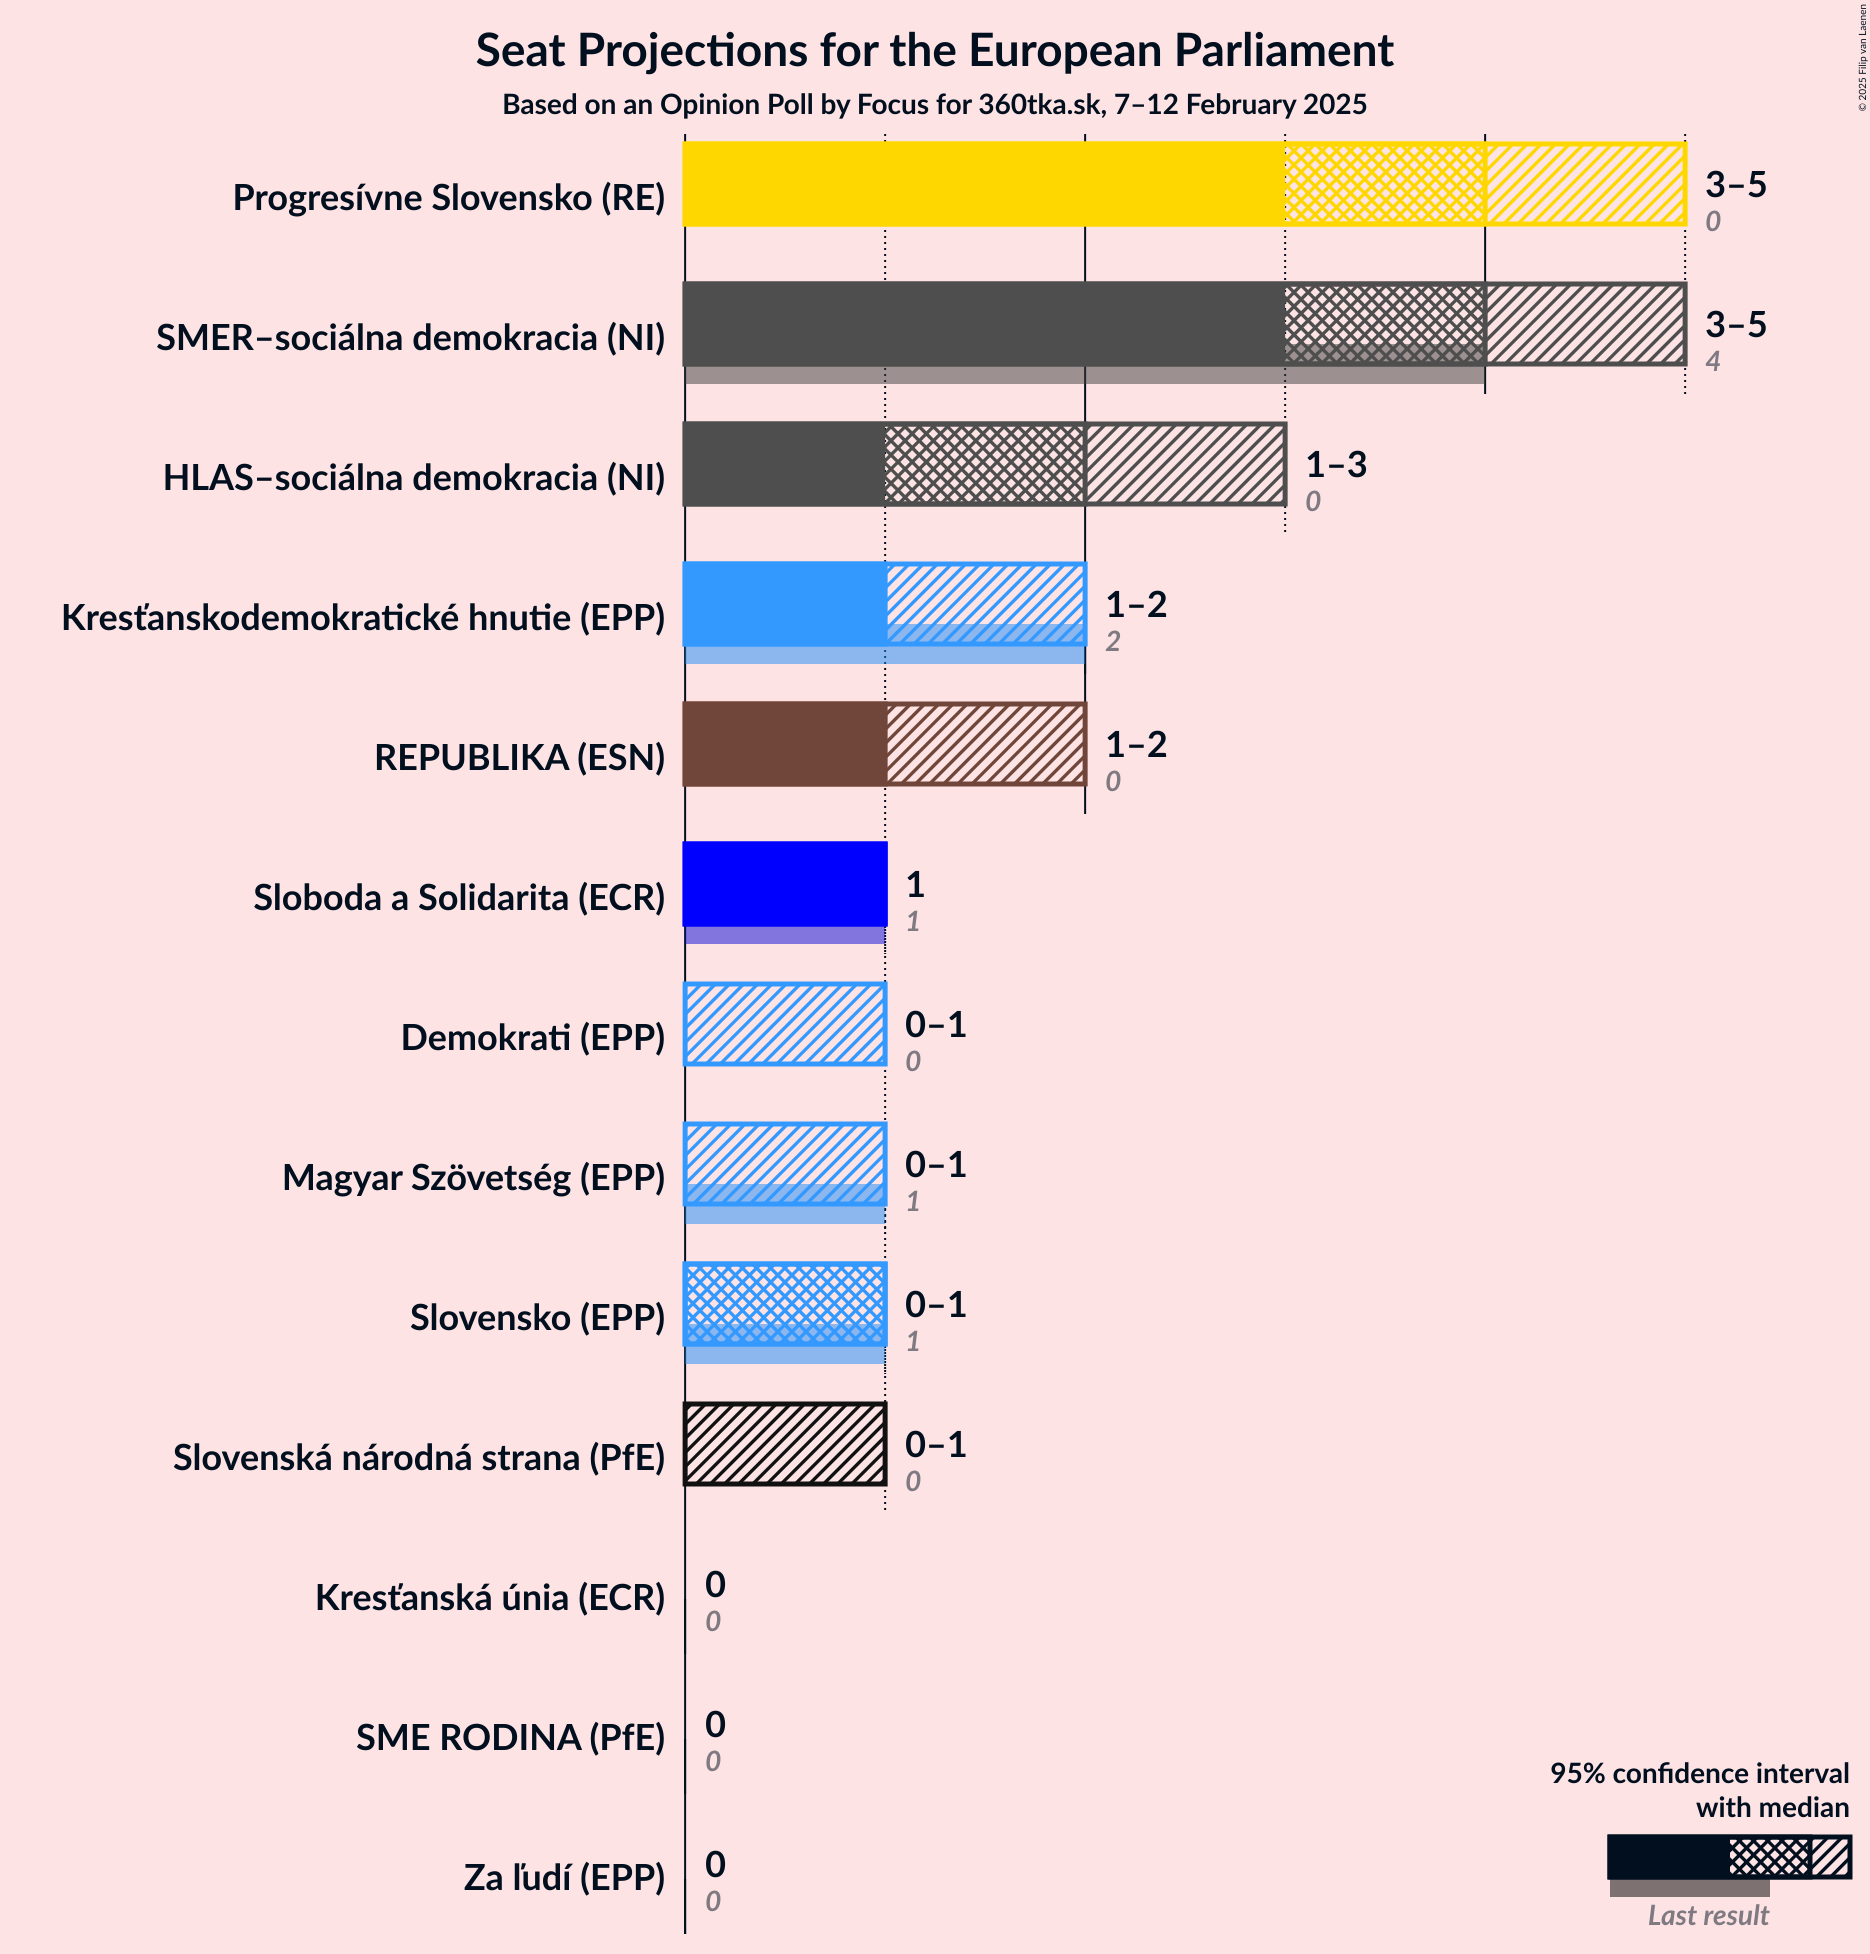 Seat Projections for the European Parliament
Based on an Opinion Poll by Focus for 360tka.sk, 7–12 February 2025
© 2025 Filip van Laenen
Progresívne Slovensko (RE)
3–5
0
SMER–sociálna demokracia (NI)
3–5
4
HLAS–sociálna demokracia (NI)
1–3
0
Kresťanskodemokratické hnutie (EPP)
1–2
2
REPUBLIKA (ESN)
1–2
0
Sloboda a Solidarita (ECR)
1
1
Demokrati (EPP)
0–1
0
Magyar Szövetség (EPP)
0–1
1
Slovensko (EPP)
0–1
1
Slovenská národná strana (PfE)
0–1
0
Kresťanská únia (ECR)
0
0
SME RODINA (PfE)
0
0
Za ľudí (EPP)
0
0
95% confidence interval
with median
Last result